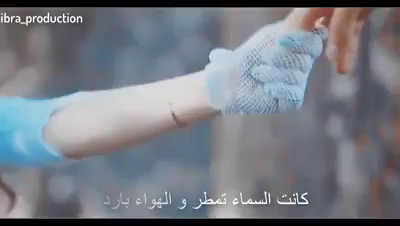 ibra_production
كانت السماء تمطر و الهواء بارد